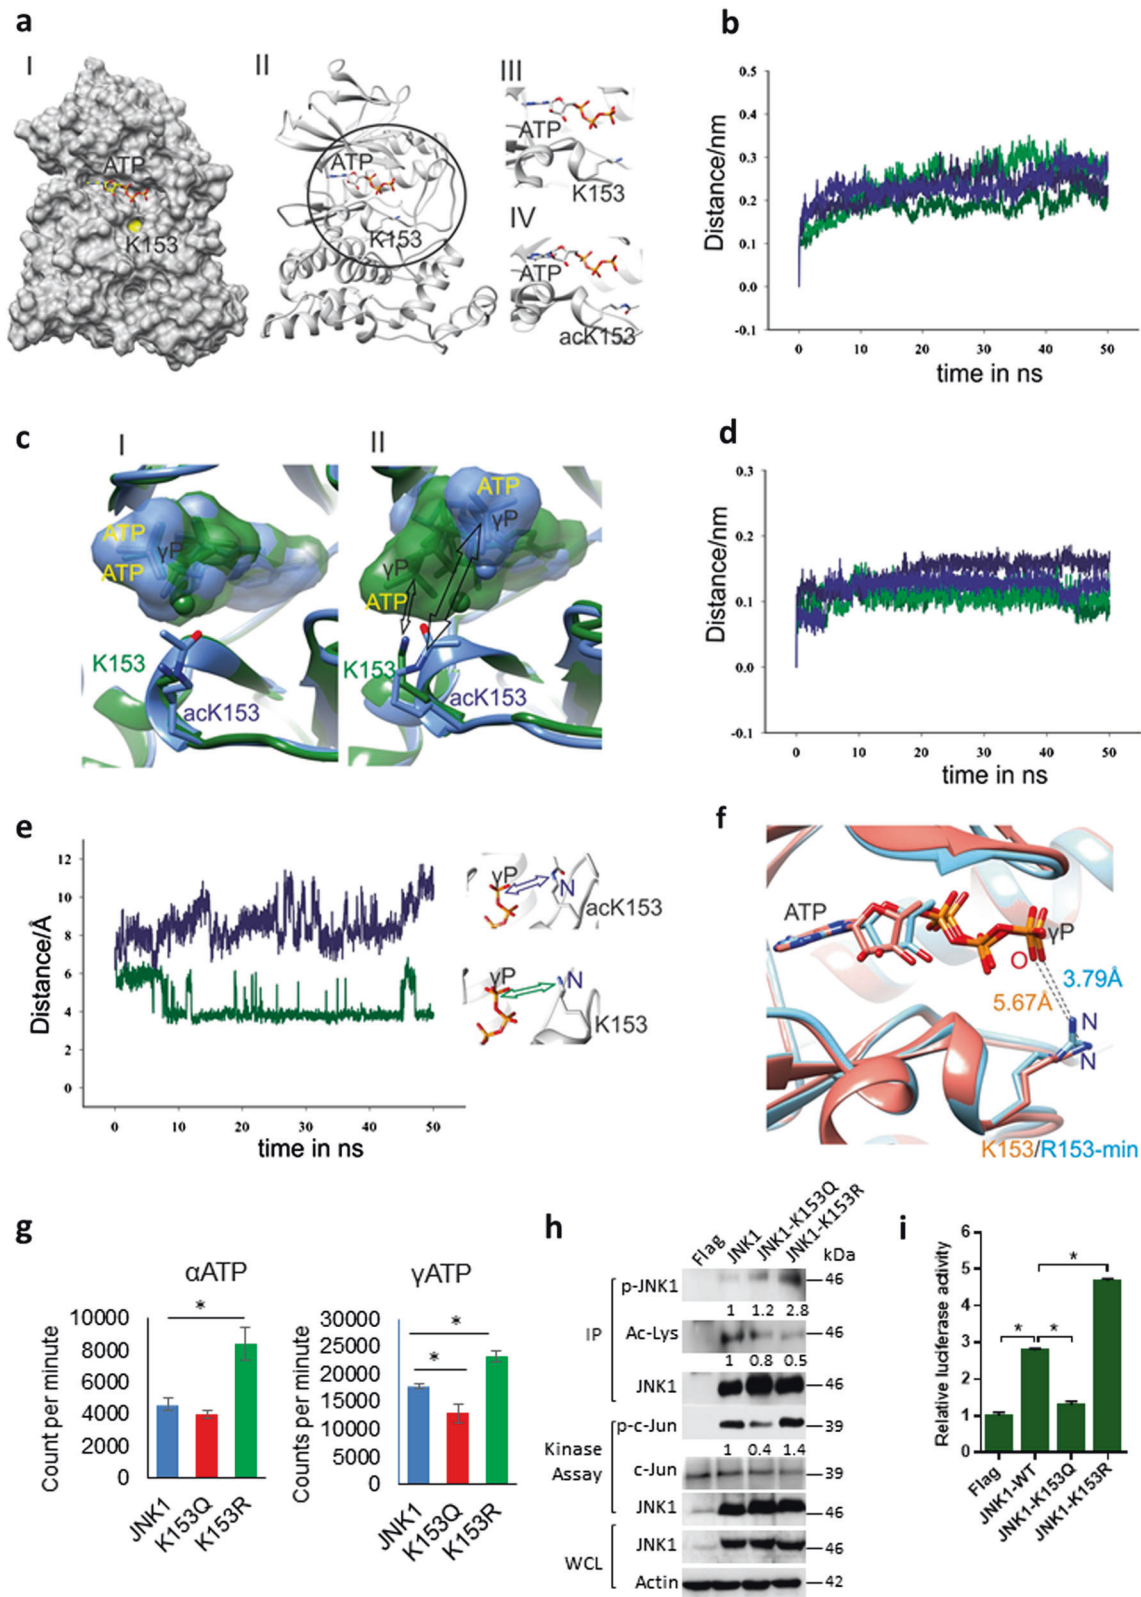 a
I
ATP
K153
II
ATP
K153
III
ATP
K153
IV
ATP
acK153
b
Distance/nm
0.5
0.4
0.3
0.2
0.1
0.0
-0.1
0
10
20
30
40
50
time in ns
c
I
ATP
γP
ATP
K153
acK153
II
ATP
γP
γP
ATP
K153
acK153
d
Distance/nm
0.3
0.2
0.1
0.0
-0.1
0
10
20
30
40
50
time in ns
e
Distance/Å
12
10
8
6
4
2
0
0
10
20
30
40
50
time in ns
γP
N
acK153
γP
N
K153
f
ATP
γP
O
3.79Å
5.67Å
N
N
K153/R153-min
g
αATP
Count per minute
10000
8000
6000
4000
2000
0
*
JNK1
K153Q
K153R
γATP
Counts per minute
30000
25000
20000
15000
10000
5000
0
*
*
JNK1
K153Q
K153R
h
Flag
JNK1
JNK1-K153Q
JNK1-K153R
kDa
IP
p-JNK1
46
1 1.2 2.8
Ac-Lys
46
1 0.8 0.5
JNK1
46
Kinase
Assay
p-c-Jun
39
1 0.4 1.4
c-Jun
39
JNK1
46
WCL
JNK1
46
Actin
42
i
Relative luciferase activity
6
5
4
3
2
1
0
*
*
*
Flag
JNK1-WT
JNK1-K153Q
JNK1-K153R